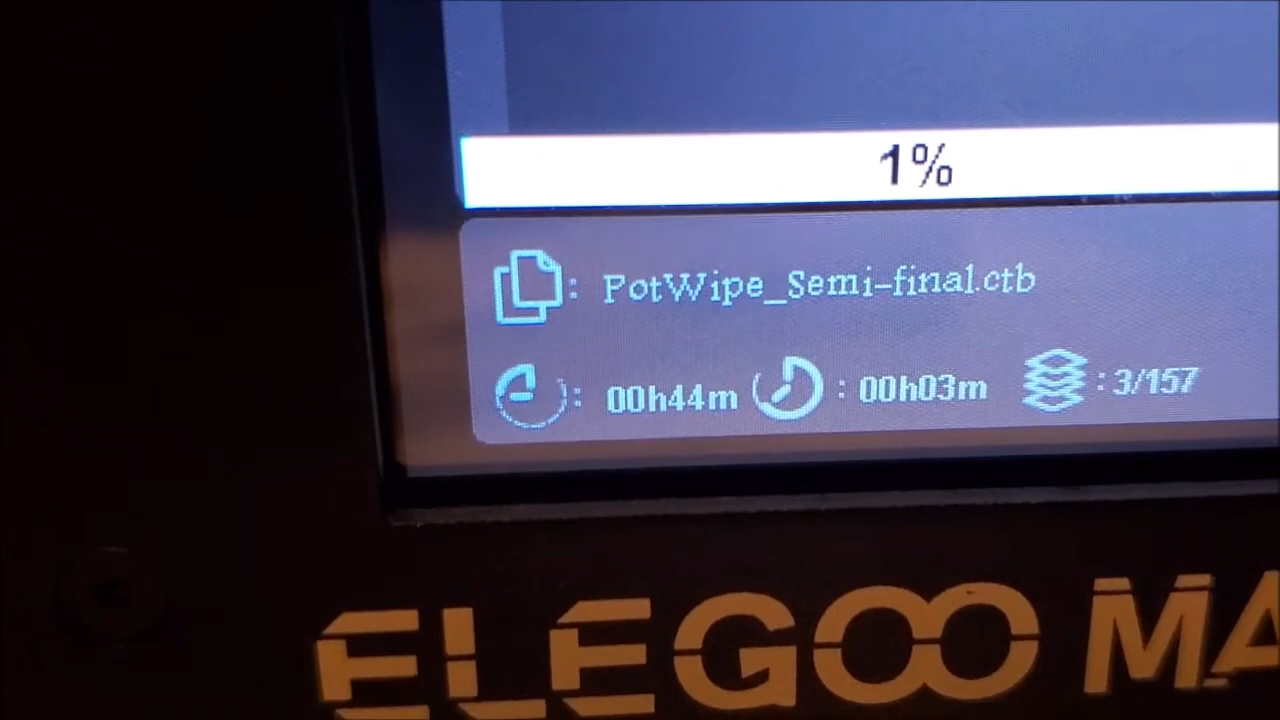 1%
: PotWipe_Semi-final.ctb
: 00h44m : 00h03m : 3/157
ELEGOO MA